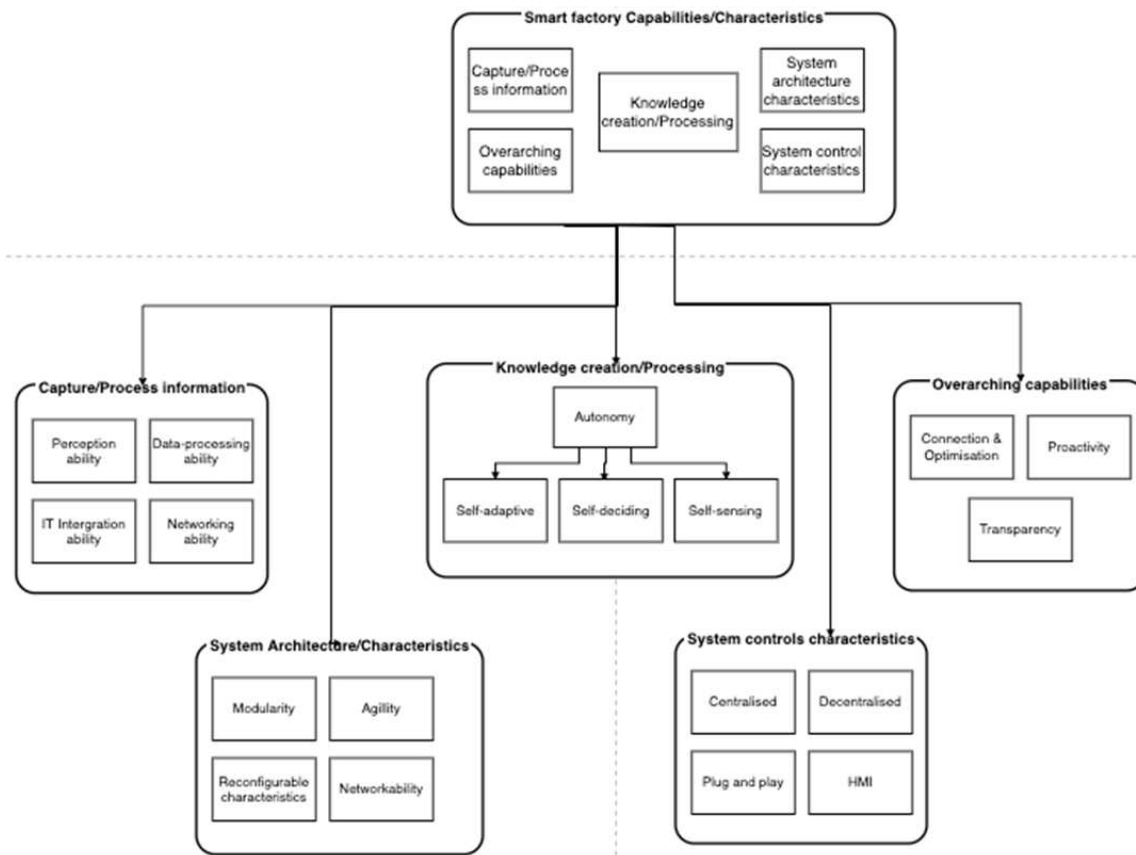 Smart factory Capabilities/Characteristics
Capture/Proce
ss information
Knowledge
creation/Processing
System
architecture
characteristics
Overarching
capabilities
System control
characteristics
Capture/Process information
Perception
ability
Data-processing
ability
IT Intergration
ability
Networking
ability
Knowledge creation/Processing
Autonomy
Self-adaptive
Self-deciding
Self-sensing
Overarching capabilities
Connection &
Optimisation
Proactivity
Transparency
System Architecture/Characteristics
Modularity
Agillity
Reconfigurable
characteristics
Networkability
System controls characteristics
Centralised
Decentralised
Plug and play
HMI